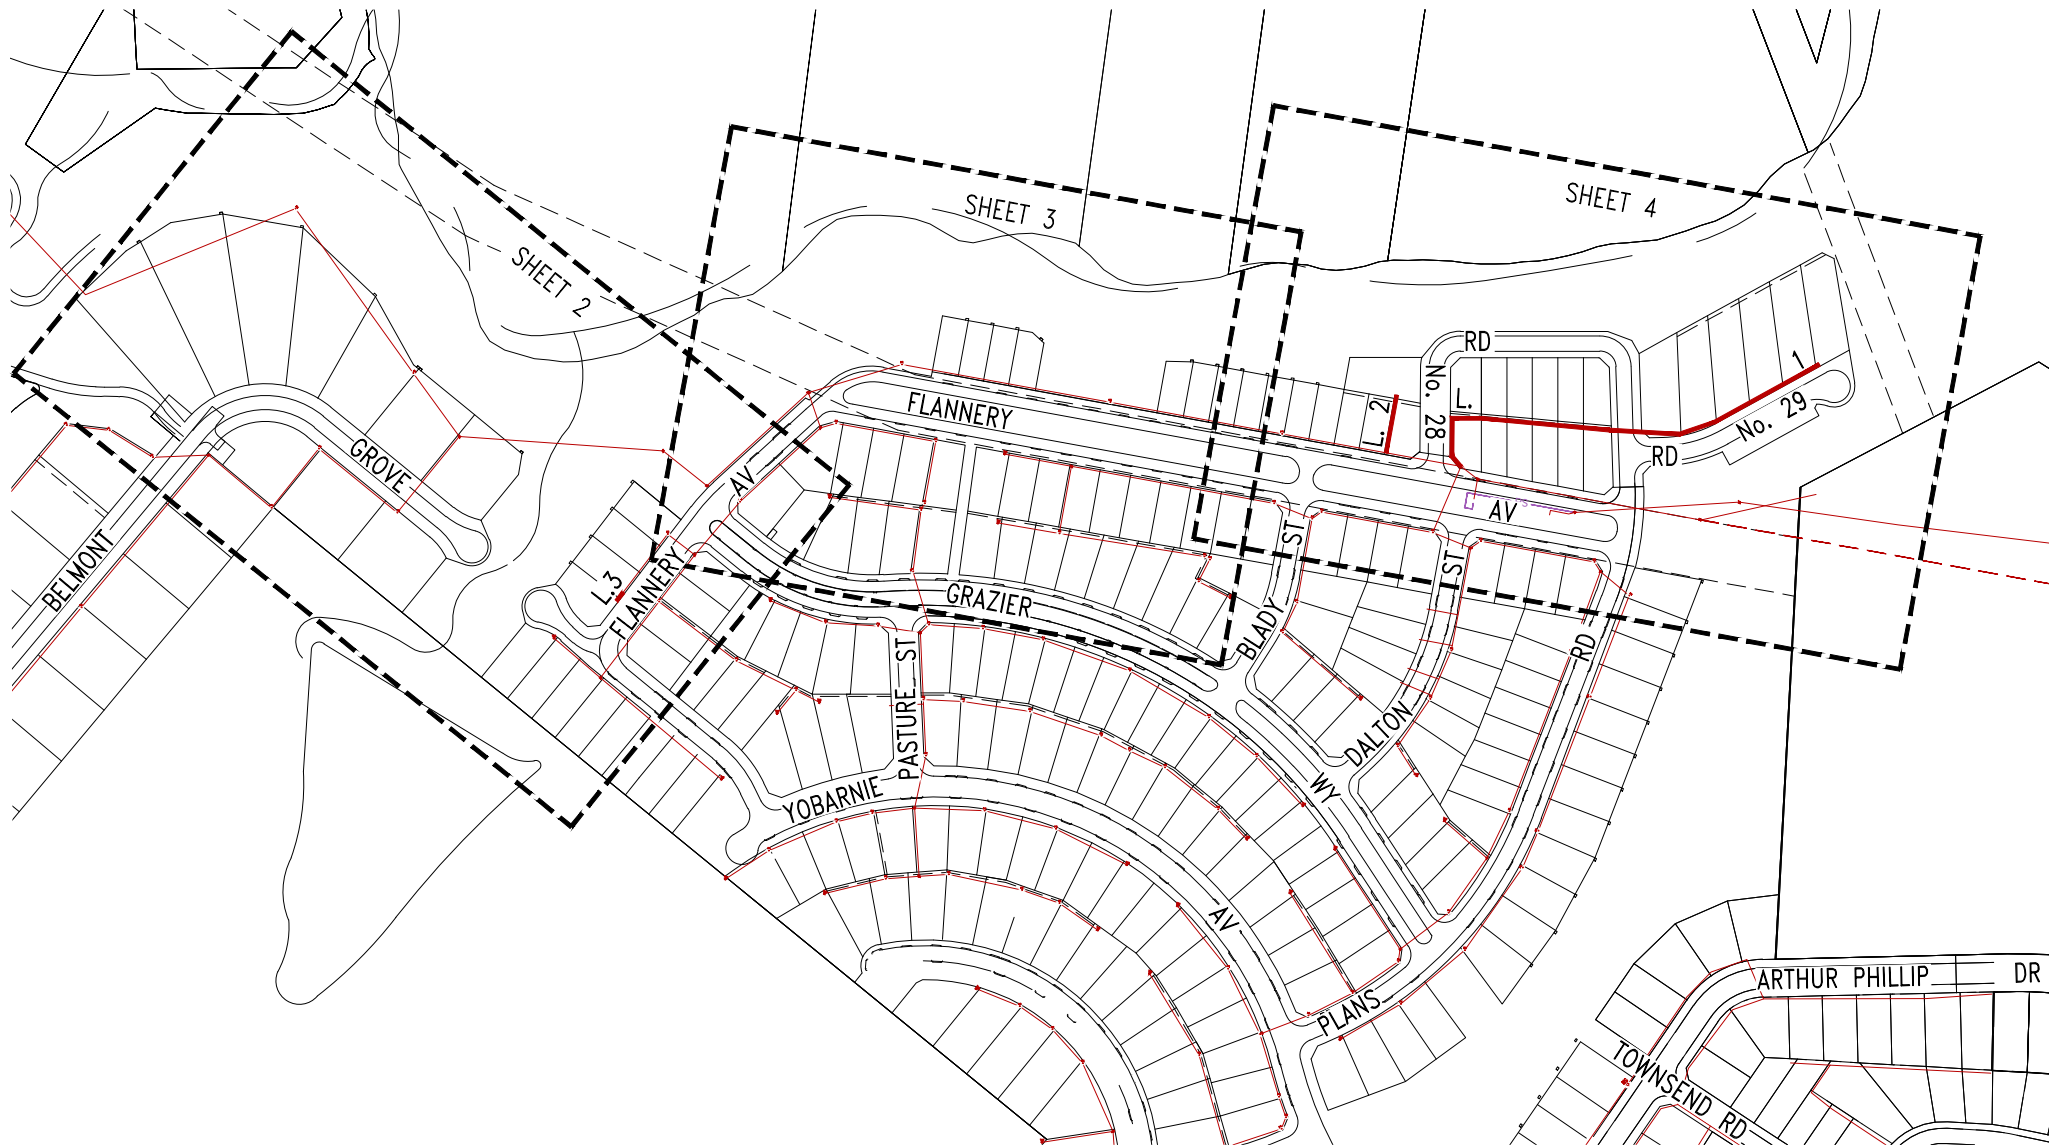 SHEET 3
SHEET 4
SHEET 2
RD
No. 28
L. 1
L. 2
FLANNERY
No. 29
RD
GROVE
AV
AV
ST
ST
BELMONT
L.3
FLANNERY
GRAZIER
BLADY
RD
PASTURE ST
DALTON
WY
YOBARNIE
AV
PLANS
ARTHUR PHILLIP DR
TOWNSEND RD